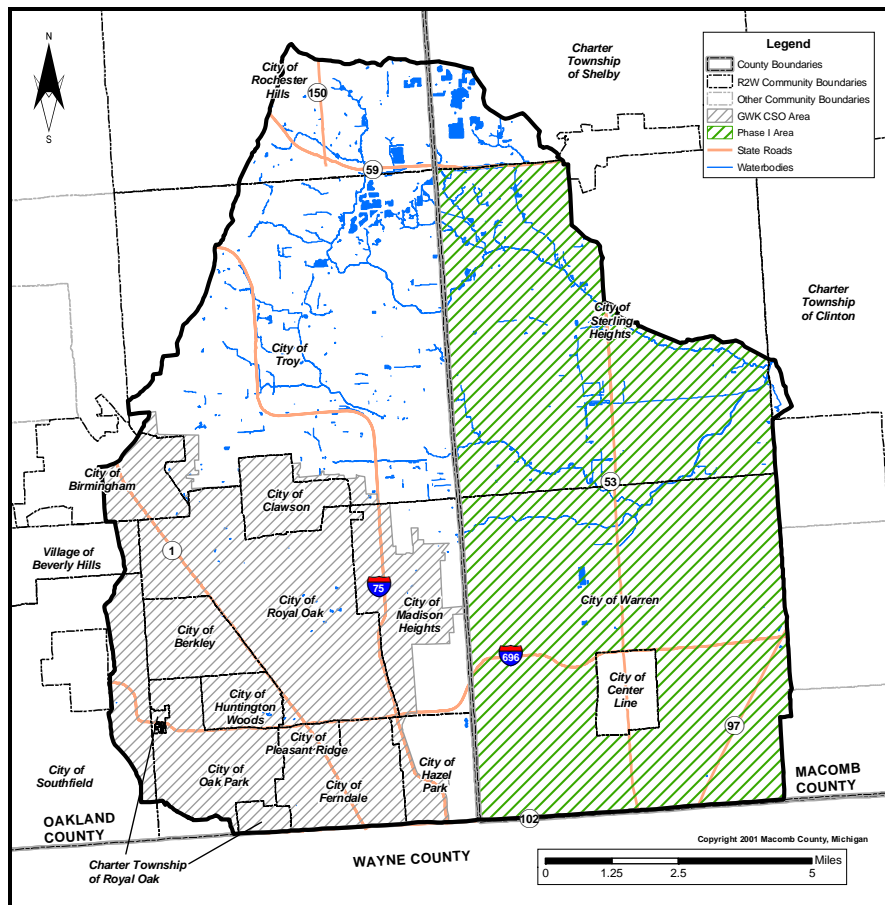 N
S
City of
Rochester
Hills
150
Charter
Township
of Shelby
Legend
County Boundaries
R2W Community Boundaries
Other Community Boundaries
GWK CSO Area
Phase I Area
State Roads
Waterbodies
59
City of
Sterling
Heights
Charter
Township
of Clinton
City of
Troy
City of
Birmingham
City of
Clawson
53
Village of
Beverly Hills
1
75
City of
Royal Oak
City of
Madison
Heights
City of Warren
City of
Berkley
696
City of
Huntington
Woods
City of
Center
Line
97
City of
Pleasant Ridge
City of
Southfield
City of
Oak Park
City of
Ferndale
City of
Hazel
Park
MACOMB
COUNTY
OAKLAND
COUNTY
102
Charter Township
of Royal Oak
WAYNE COUNTY
Copyright 2001 Macomb County, Michigan
Miles
0
1.25
2.5
5